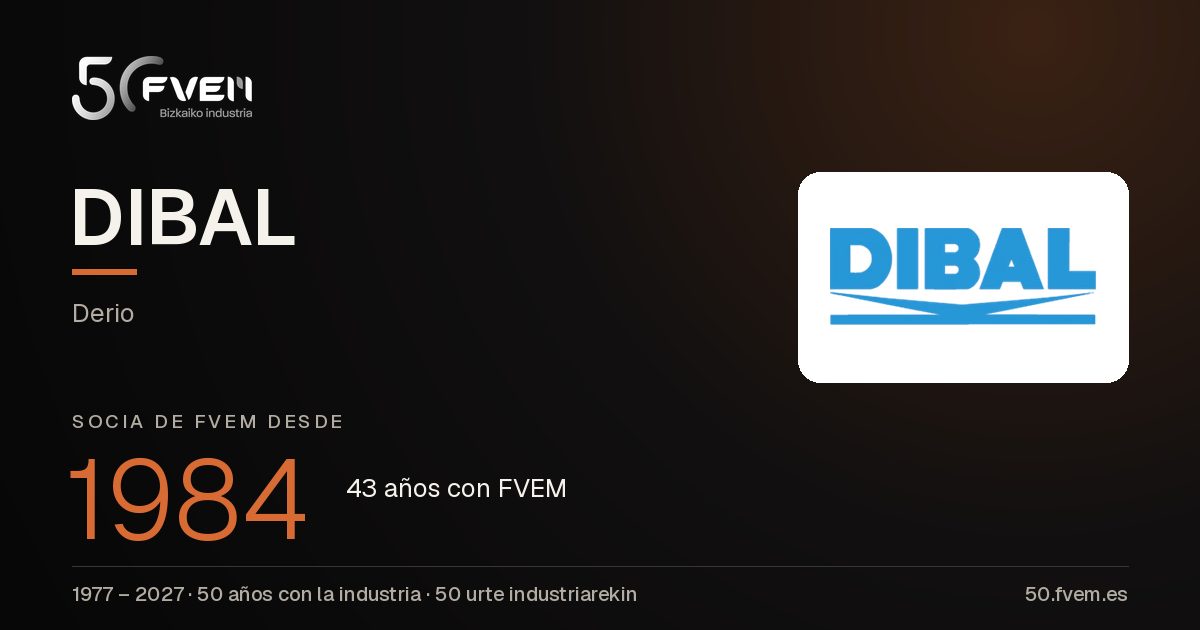 50 FVEM
Bizkaiko industria
DIBAL
Derio
DIBAL
SOCIA DE FVEM DESDE
1984
43 años con FVEM
1977 – 2027 · 50 años con la industria · 50 urte industriarekin
50.fvem.es